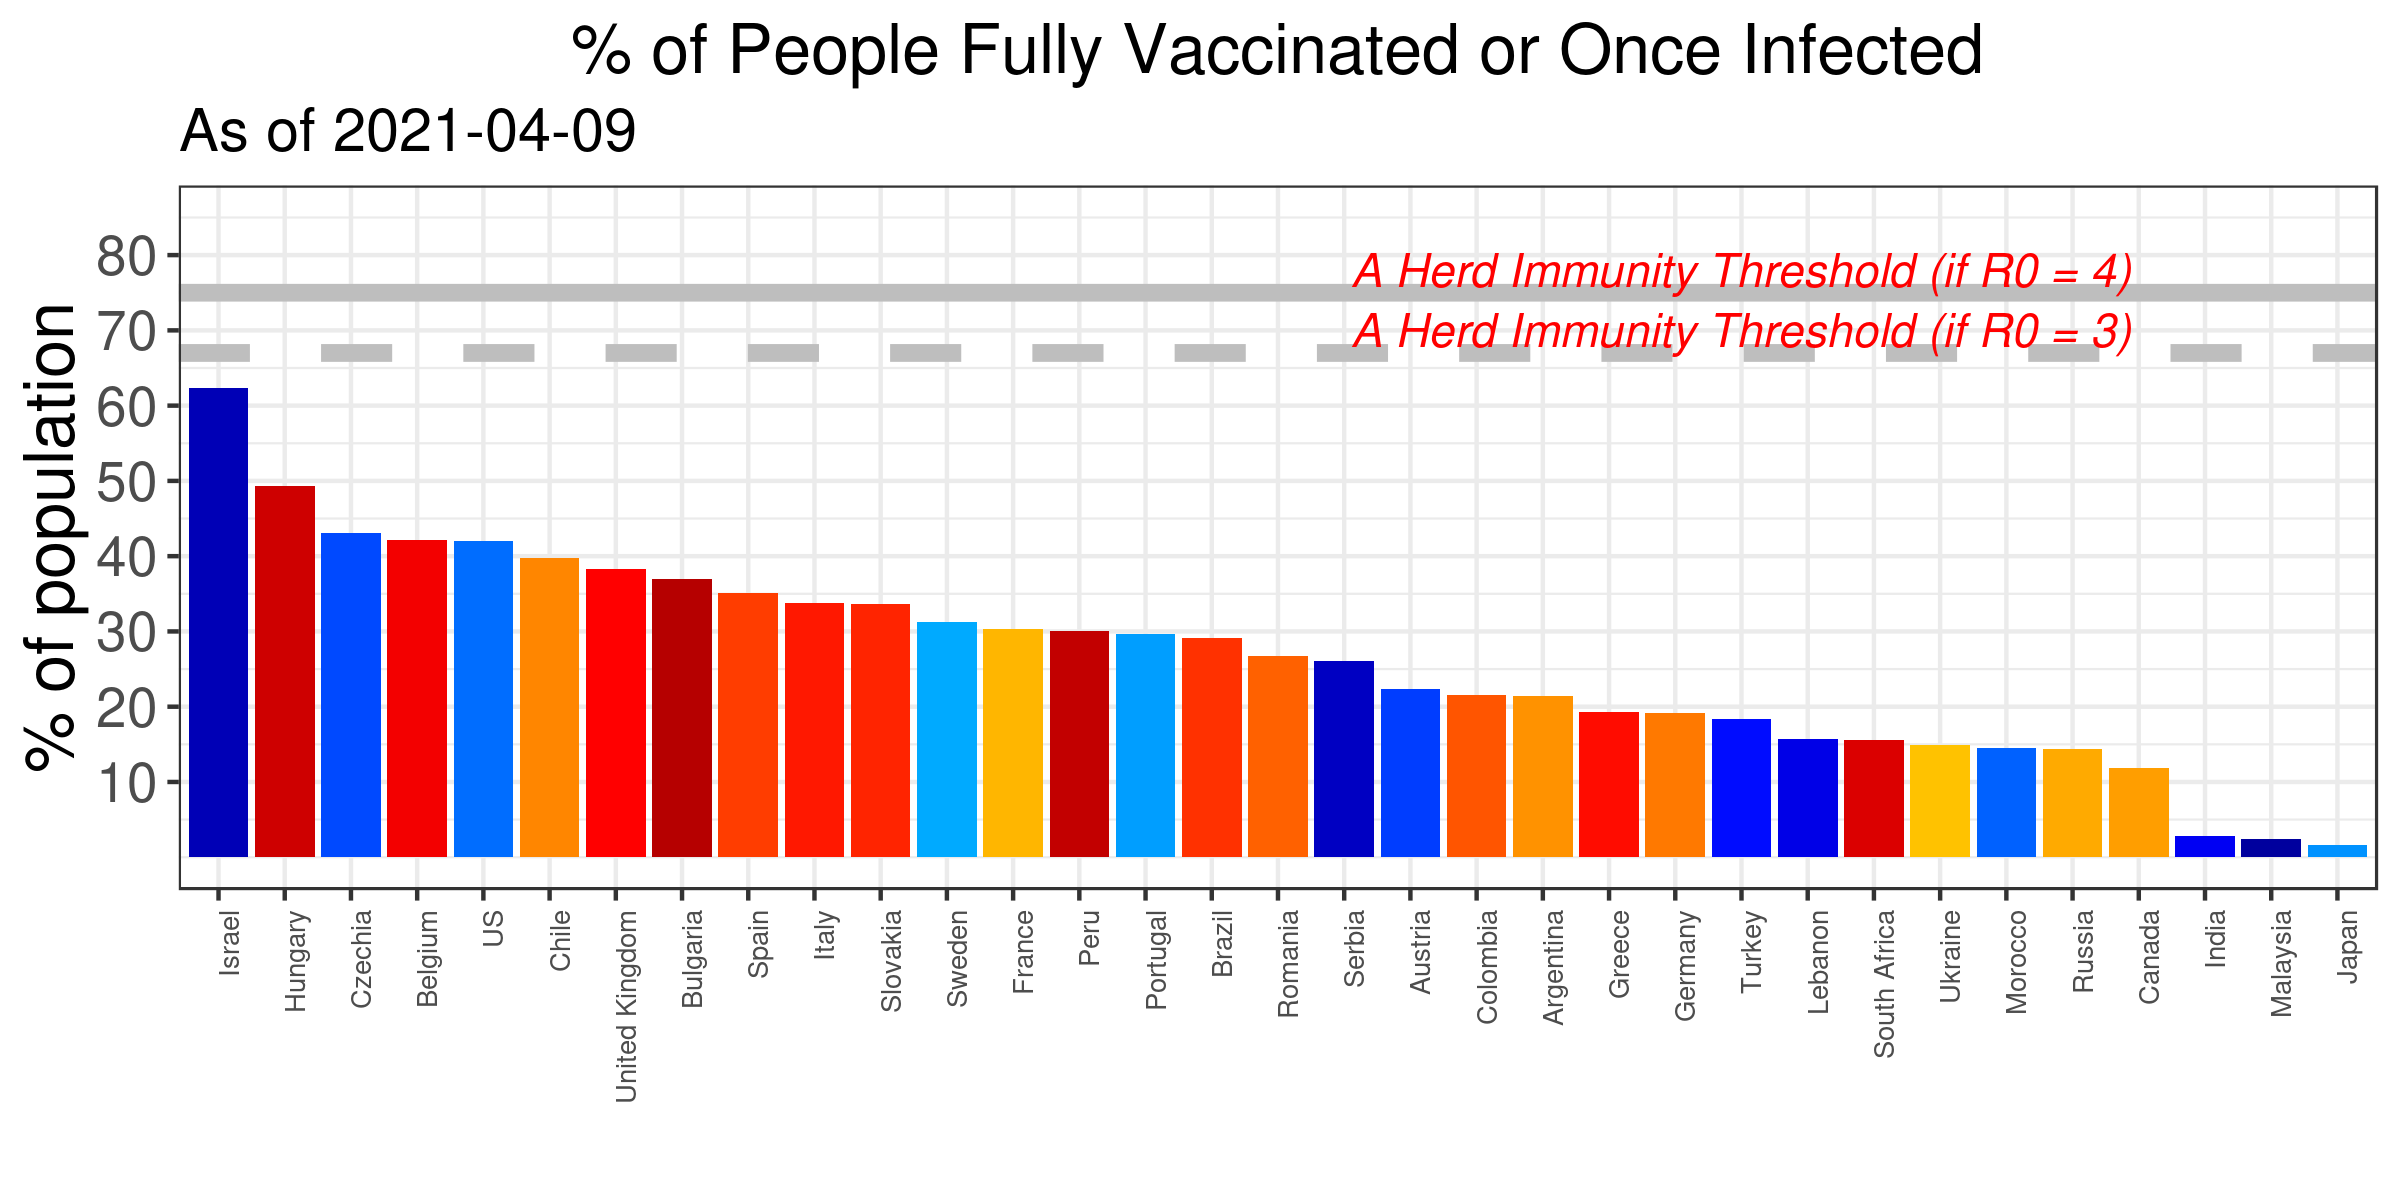 % of People Fully Vaccinated or Once Infected
As of 2021-04-09
% of population
80
70
60
50
40
30
20
10
A Herd Immunity Threshold (if R0 = 4)
A Herd Immunity Threshold (if R0 = 3)
Israel
Hungary
Czechia
Belgium
US
Chile
United Kingdom
Bulgaria
Spain
Italy
Slovakia
Sweden
France
Peru
Portugal
Brazil
Romania
Serbia
Austria
Colombia
Argentina
Greece
Germany
Turkey
Lebanon
South Africa
Ukraine
Morocco
Russia
Canada
India
Malaysia
Japan